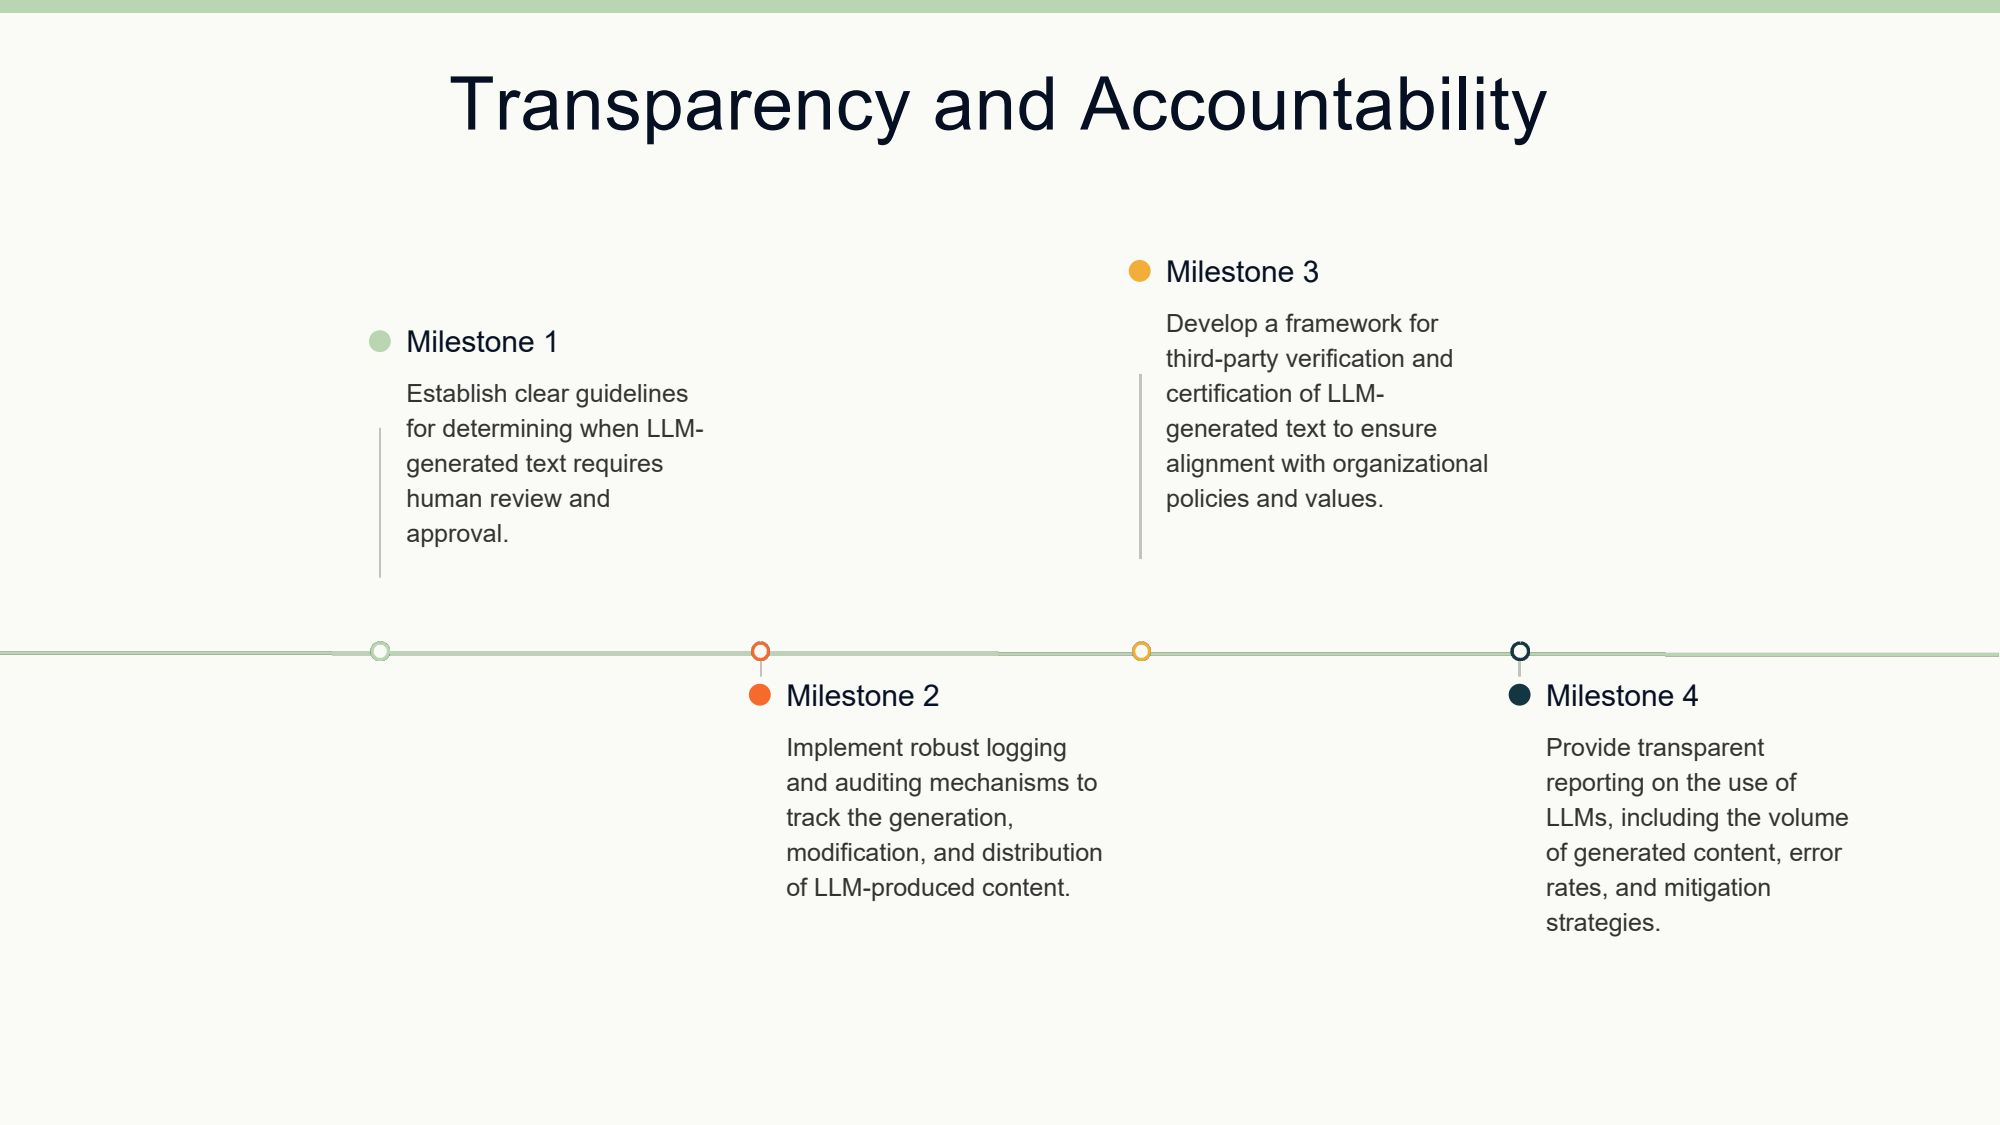 Transparency and Accountability
Milestone 1
Establish clear guidelines
for determining when LLM-
generated text requires
human review and
approval.
Milestone 2
Implement robust logging
and auditing mechanisms to
track the generation,
modification, and distribution
of LLM-produced content.
Milestone 3
Develop a framework for
third-party verification and
certification of LLM-
generated text to ensure
alignment with organizational
policies and values.
Milestone 4
Provide transparent
reporting on the use of
LLMs, including the volume
of generated content, error
rates, and mitigation
strategies.